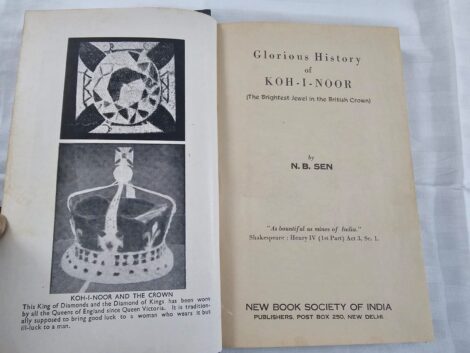 KOH-I-NOOR AND THE CROWN
This King of Diamonds and the Diamond of Kings has been worn
by all the Queens of England since Queen Victoria. It is tradition-
ally supposed to bring good luck to a woman who wears it but
ill-luck to a man.
Glorious History
of
KOH-I-NOOR
(The Brightest Jewel in the British Crown)
by
N. B. SEN
"As bountiful as mines of India."
Shakespeare : Henry IV (1st Part) Act 3, Sc. 1.
NEW BOOK SOCIETY OF INDIA
PUBLISHERS, POST BOX 250, NEW DELHI.